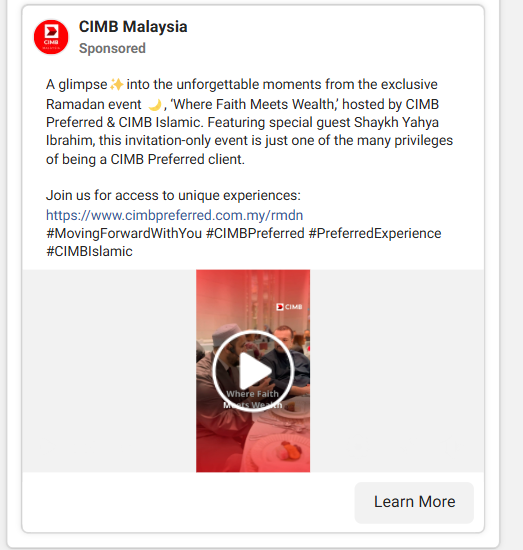 CIMB Malaysia
CIMB
Sponsored
A glimpse ✨ into the unforgettable moments from the exclusive
Ramadan event 🌙, ‘Where Faith Meets Wealth,’ hosted by CIMB
Preferred & CIMB Islamic. Featuring special guest Shaykh Yahya
Ibrahim, this invitation-only event is just one of the many privileges
of being a CIMB Preferred client.
Join us for access to unique experiences:
https://www.cimbpreferred.com.my/rmdn
#MovingForwardWithYou #CIMBPreferred #PreferredExperience
#CIMBIslamic
CIMB
Where Faith
Meets Wealth
Learn More